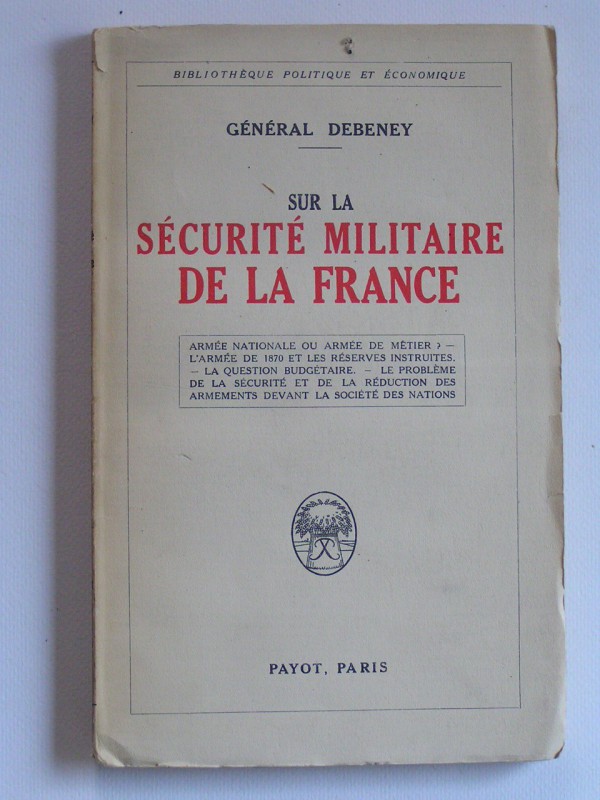 BIBLIOTHÈQUE POLITIQUE ET ÉCONOMIQUE
GÉNÉRAL DEBENEY
SUR LA
SÉCURITÉ MILITAIRE
DE LA FRANCE
ARMÉE NATIONALE OU ARMÉE DE MÉTIER ? —
L'ARMÉE DE 1870 ET LES RÉSERVES INSTRUITES.
— LA QUESTION BUDGÉTAIRE. — LE PROBLÈME
DE LA SÉCURITÉ ET DE LA RÉDUCTION DES
ARMEMENTS DEVANT LA SOCIÉTÉ DES NATIONS
PAYOT, PARIS